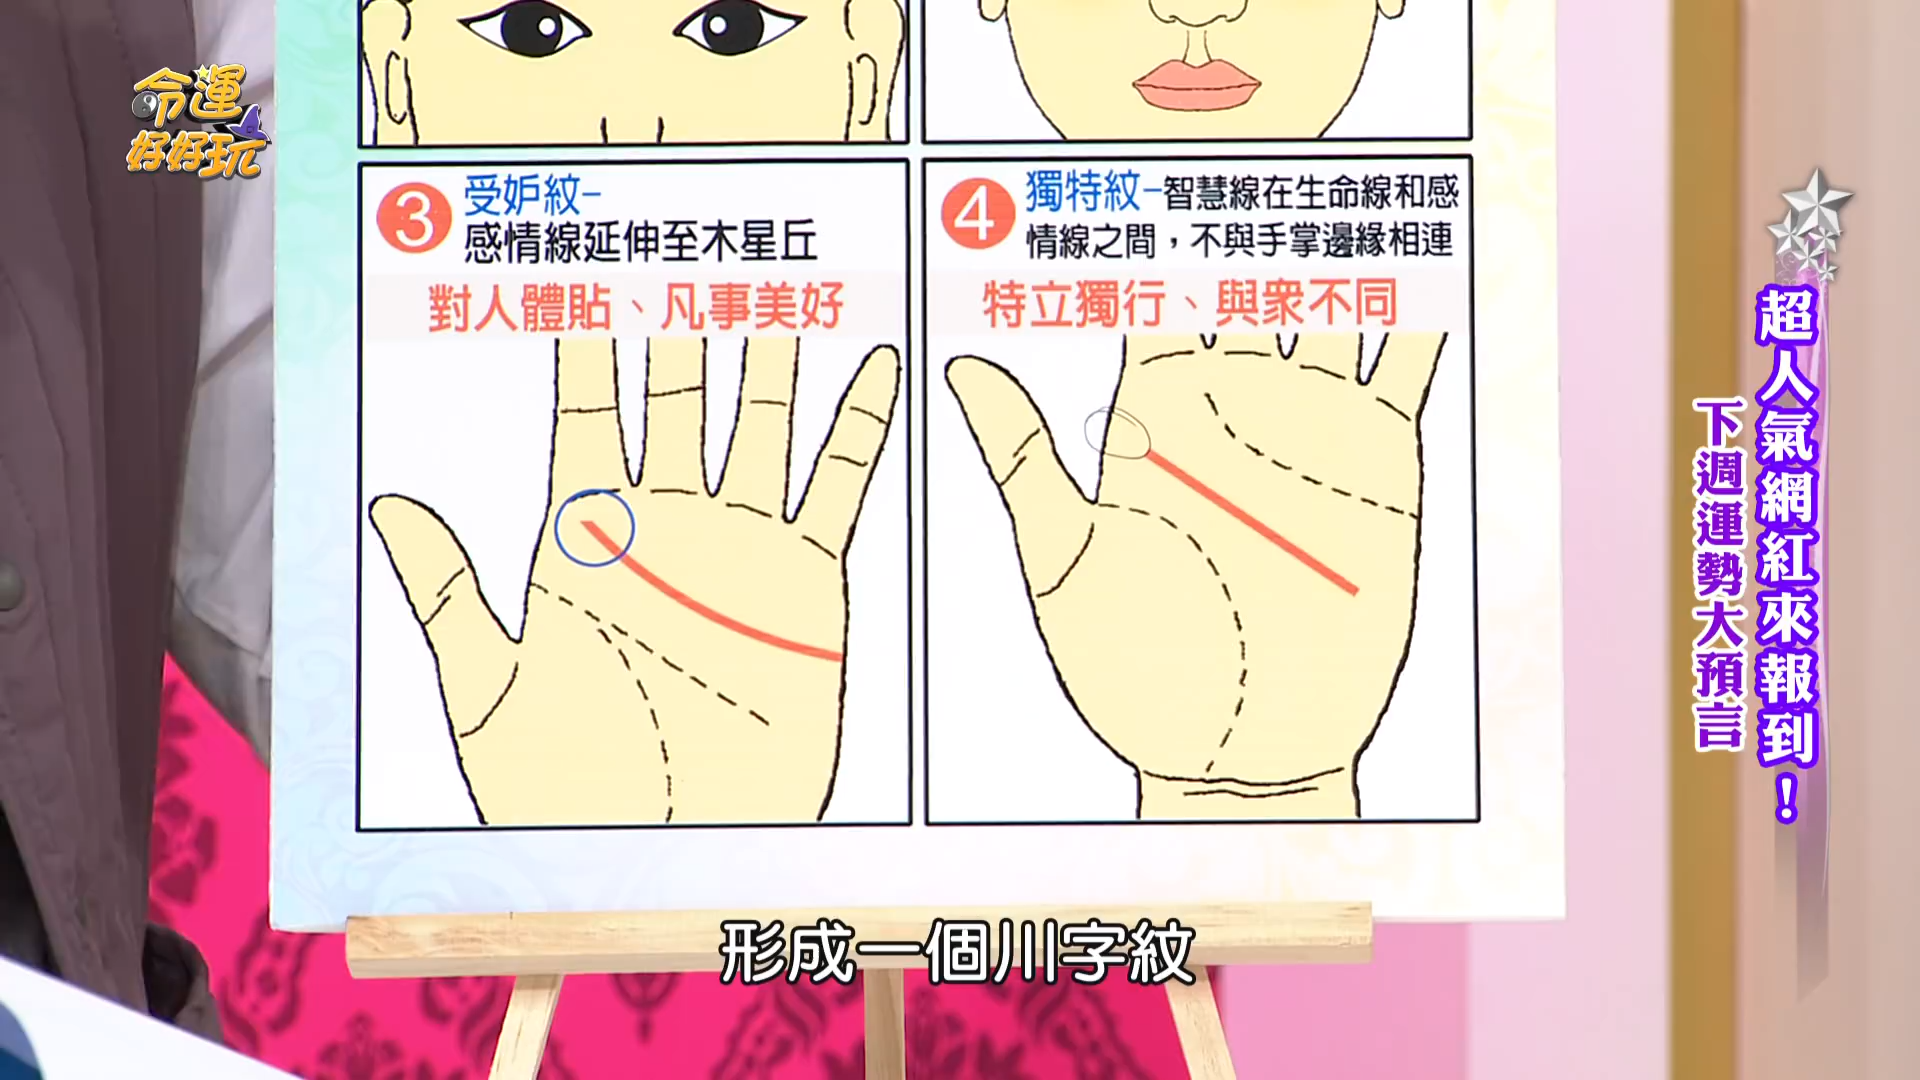 命運
好好玩
3 受妒紋-
感情線延伸至木星丘
對人體貼、凡事美好
4 獨特紋-智慧線在生命線和感
情線之間，不與手掌邊緣相連
特立獨行、與衆不同
超人氣網紅來報到！
下週運勢大預言
形成一個川字紋